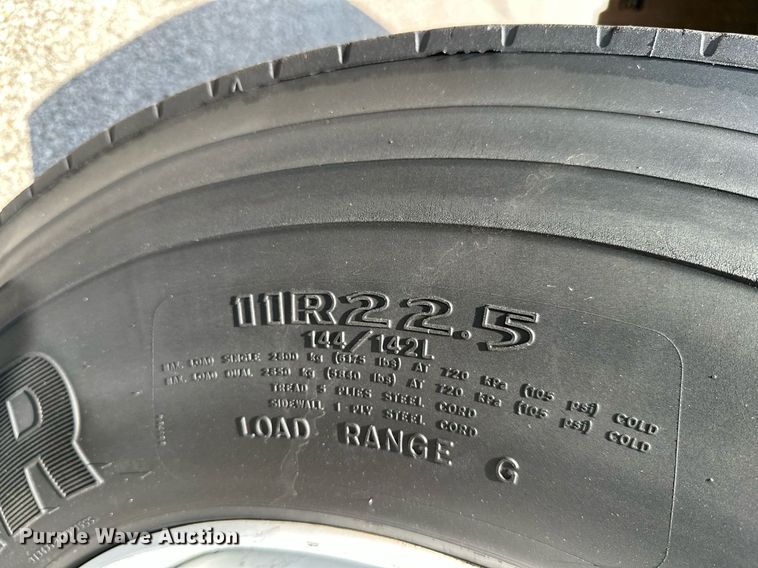 11R22.5
144/142L
MAX. LOAD SINGLE 2800 kg (6175 lbs) AT 720 kPa (105 psi) COLD
MAX. LOAD DUAL 2650 kg (5840 lbs) AT 720 kPa (105 psi) COLD
TREAD 5 PLIES STEEL CORD
SIDEWALL 1 PLY STEEL CORD
LOAD RANGE G
R
Purple Wave Auction